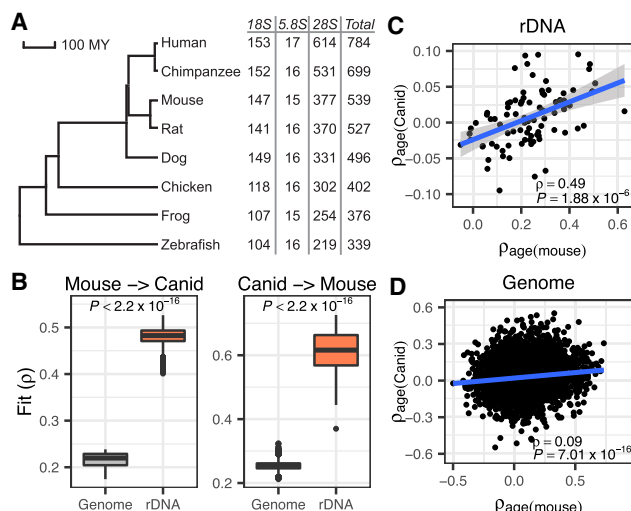 A
100 MY
18S 5.8S 28S Total
Human 153 17 614 784
Chimpanzee 152 16 531 699
Mouse 147 15 377 539
Rat 141 16 370 527
Dog 149 16 331 496
Chicken 118 16 302 402
Frog 107 15 254 376
Zebrafish 104 16 219 339
B
Mouse –> Canid
P < 2.2 x 10⁻¹⁶
Fit (ρ)
0.5
0.4
0.3
0.2
Genome rDNA
Canid –> Mouse
P < 2.2 x 10⁻¹⁶
0.6
0.4
0.2
Genome rDNA
C
rDNA
ρage(Canid)
0.10
0.05
0.00
−0.05
−0.10
ρ = 0.49
P = 1.88 x 10⁻⁶
0.0 0.2 0.4 0.6
ρage(mouse)
D
Genome
ρage(Canid)
0.6
0.3
0.0
−0.3
−0.6
ρ = 0.09
P = 7.01 x 10⁻¹⁶
−0.5 0.0 0.5
ρage(mouse)